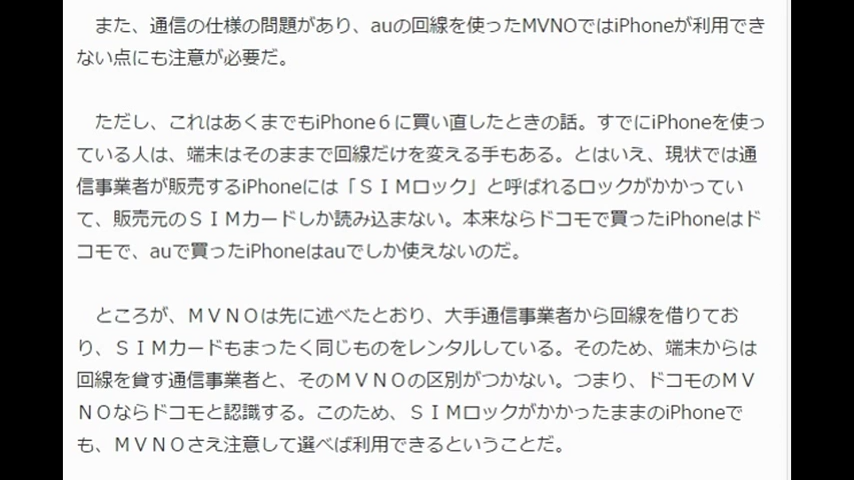 また、通信の仕様の問題があり、auの回線を使ったMVNOではiPhoneが利用でき
ない点にも注意が必要だ。
ただし、これはあくまでもiPhone６に買い直したときの話。すでにiPhoneを使っ
ている人は、端末はそのままで回線だけを変える手もある。とはいえ、現状では通
信事業者が販売するiPhoneには「ＳＩＭロック」と呼ばれるロックがかかってい
て、販売元のＳＩＭカードしか読み込まない。本来ならドコモで買ったiPhoneはド
コモで、auで買ったiPhoneはauでしか使えないのだ。
ところが、ＭＶＮＯは先に述べたとおり、大手通信事業者から回線を借りてお
り、ＳＩＭカードもまったく同じものをレンタルしている。そのため、端末からは
回線を貸す通信事業者と、そのＭＶＮＯの区別がつかない。つまり、ドコモのＭＶ
ＮＯならドコモと認識する。このため、ＳＩＭロックがかかったままのiPhoneで
も、ＭＶＮＯさえ注意して選べば利用できるということだ。